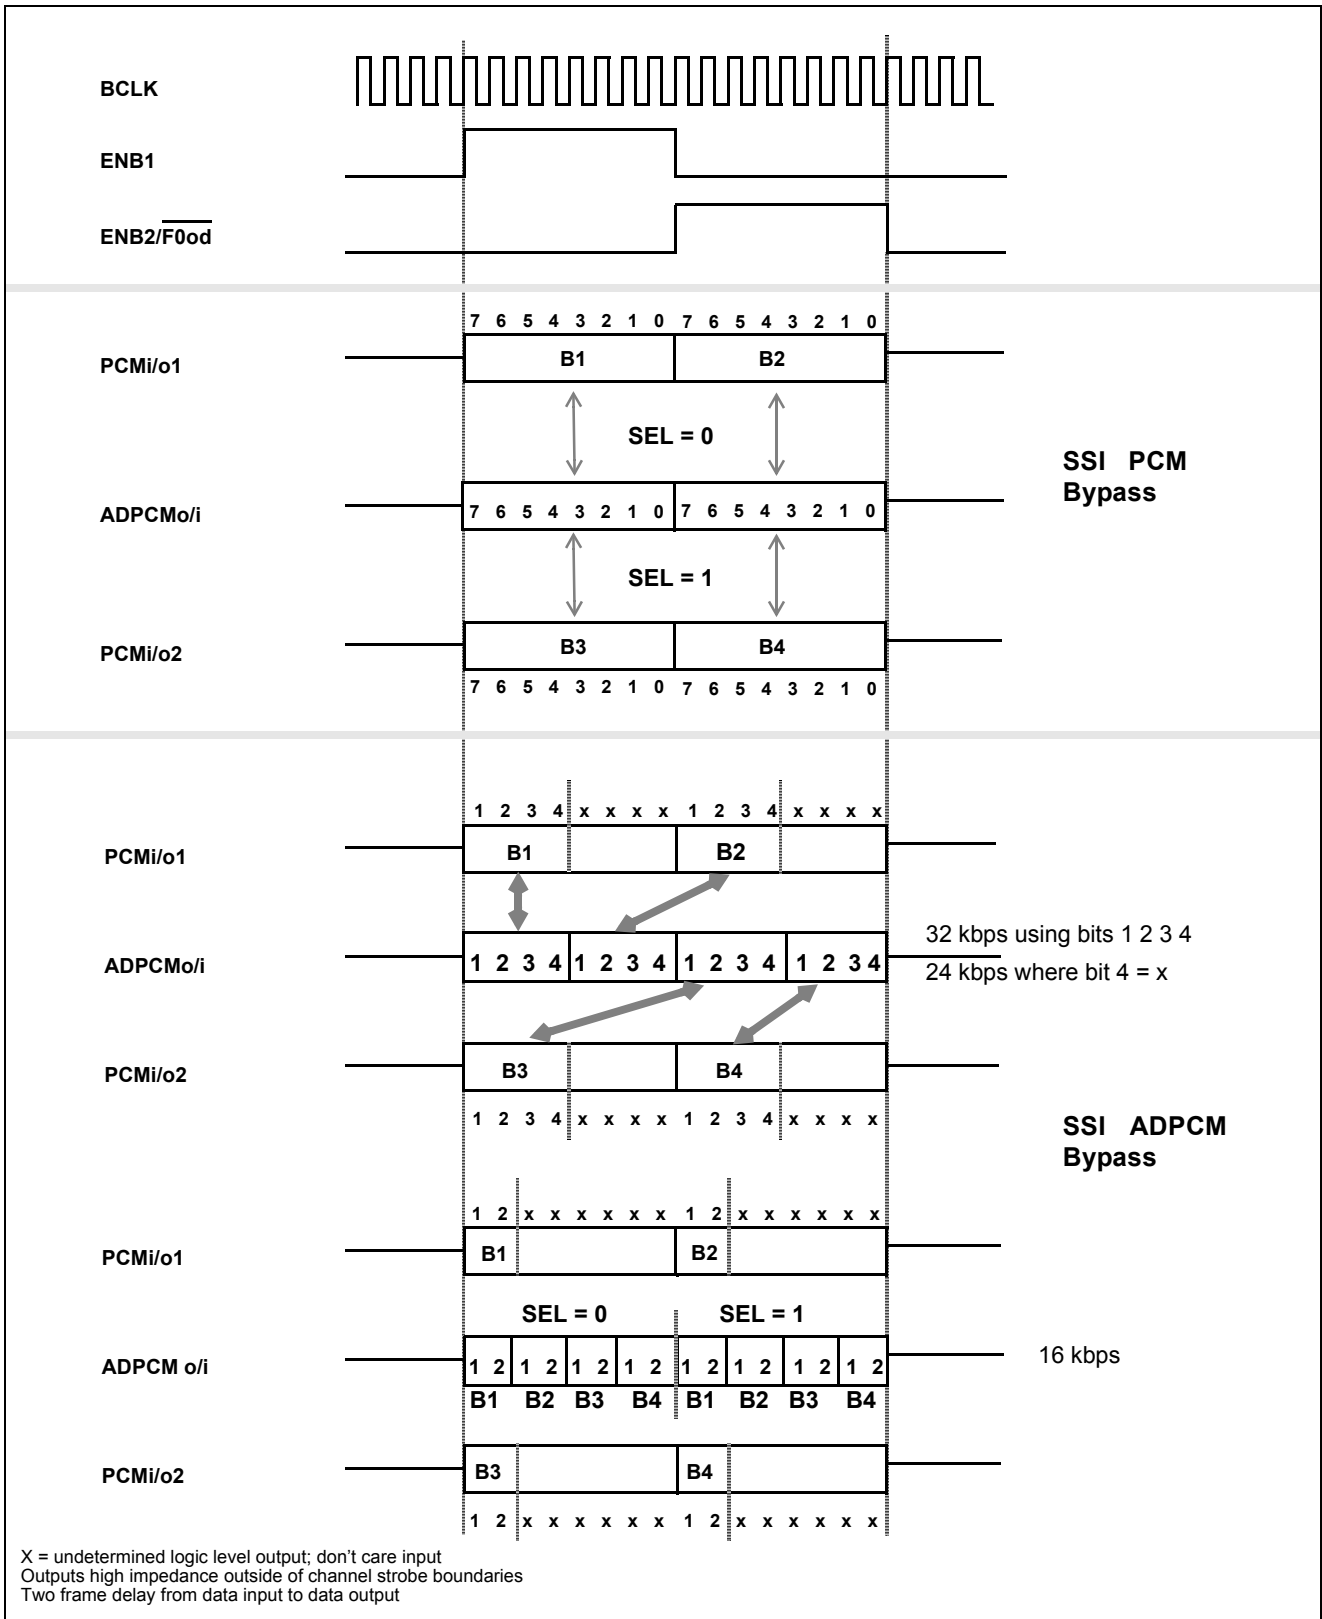 BCLK
ENB1
ENB2/F0od
7 6 5 4 3 2 1 0 7 6 5 4 3 2 1 0
PCMi/o1
B1 B2
SEL = 0
SSI PCM
Bypass
ADPCMo/i
7 6 5 4 3 2 1 0 7 6 5 4 3 2 1 0
SEL = 1
PCMi/o2
B3 B4
7 6 5 4 3 2 1 0 7 6 5 4 3 2 1 0
1 2 3 4 x x x x 1 2 3 4 x x x x
PCMi/o1
B1 B2
32 kbps using bits 1 2 3 4
ADPCMo/i
1 2 3 4 1 2 3 4 1 2 3 4 1 2 3 4
24 kbps where bit 4 = x
PCMi/o2
B3 B4
1 2 3 4 x x x x 1 2 3 4 x x x x
SSI ADPCM
Bypass
1 2 x x x x x x 1 2 x x x x x x
PCMi/o1
B1 B2
SEL = 0 SEL = 1
ADPCM o/i
1 2 1 2 1 2 1 2 1 2 1 2 1 2 1 2
16 kbps
B1 B2 B3 B4 B1 B2 B3 B4
PCMi/o2
B3 B4
1 2 x x x x x x 1 2 x x x x x x
X = undetermined logic level output; don't care input
Outputs high impedance outside of channel strobe boundaries
Two frame delay from data input to data output